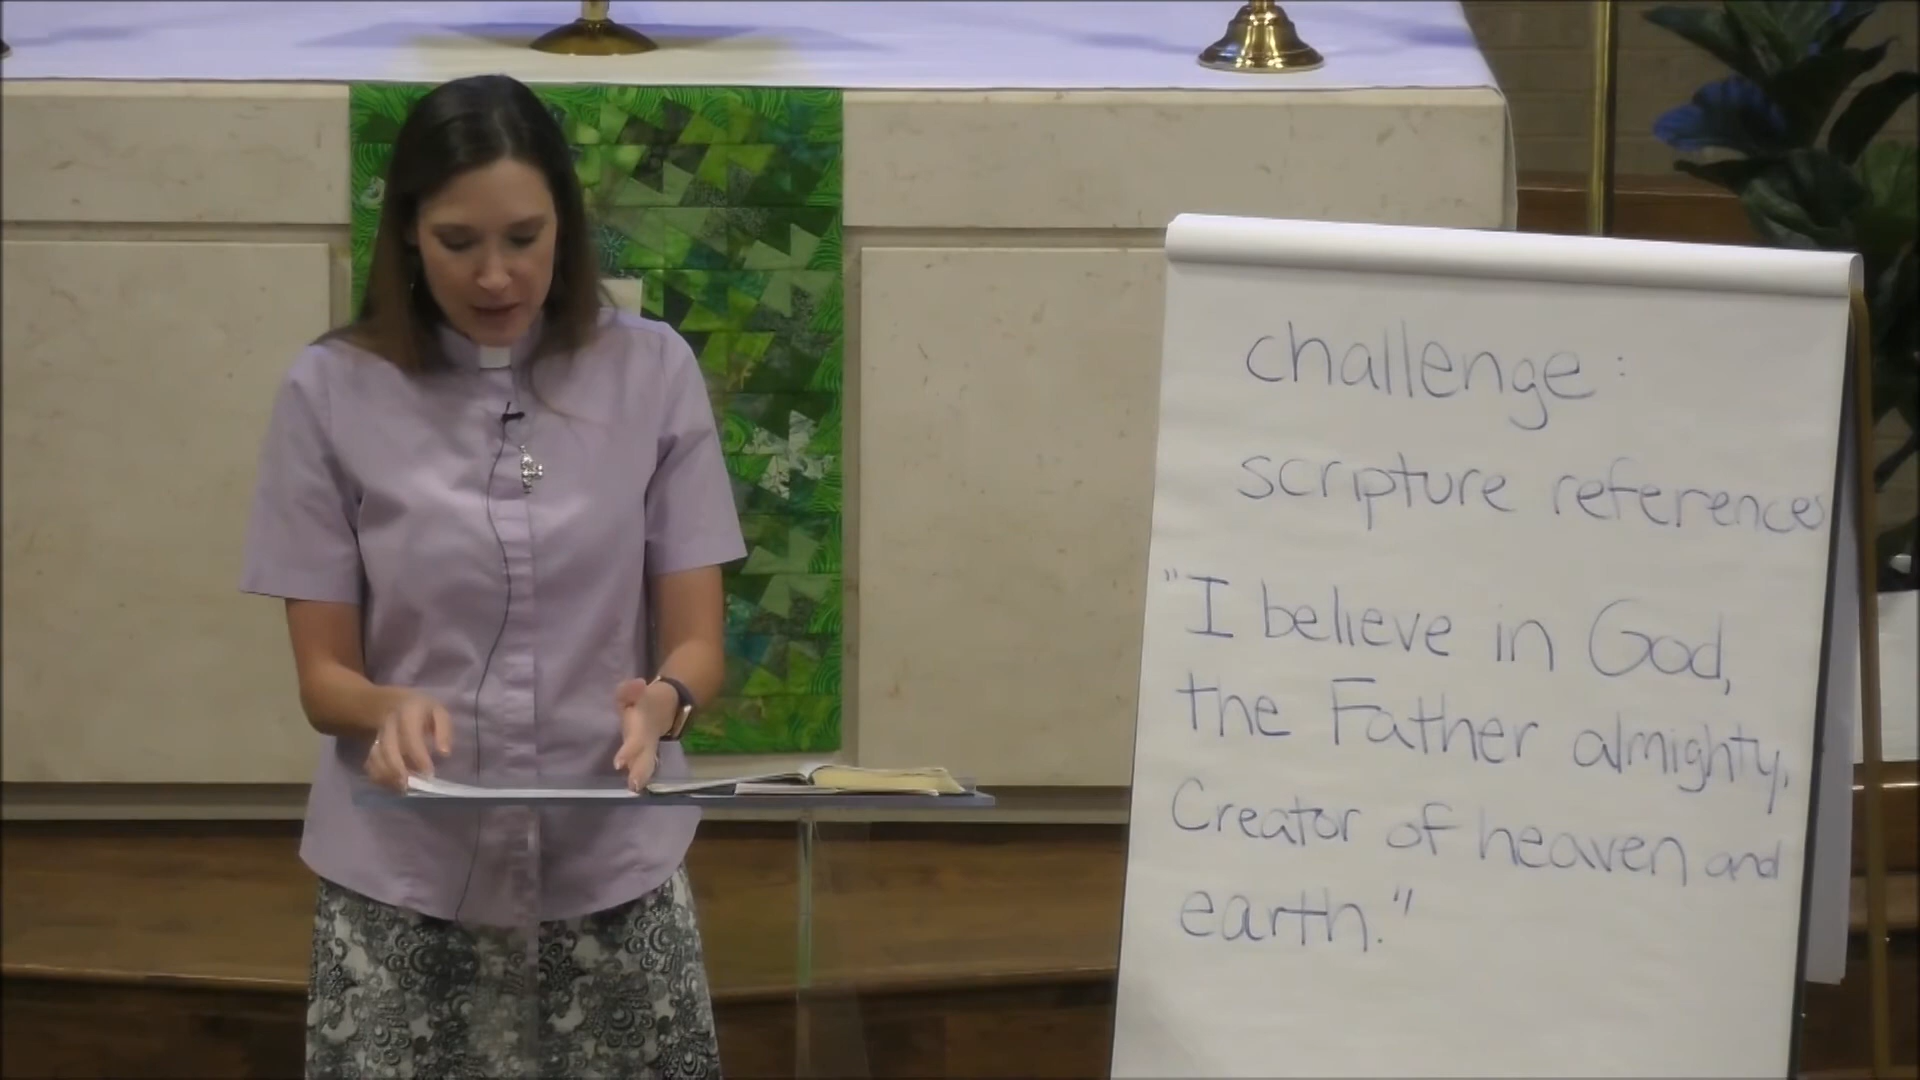 challenge:
scripture references
"I believe in God,
the Father almighty,
Creator of heaven and
earth."